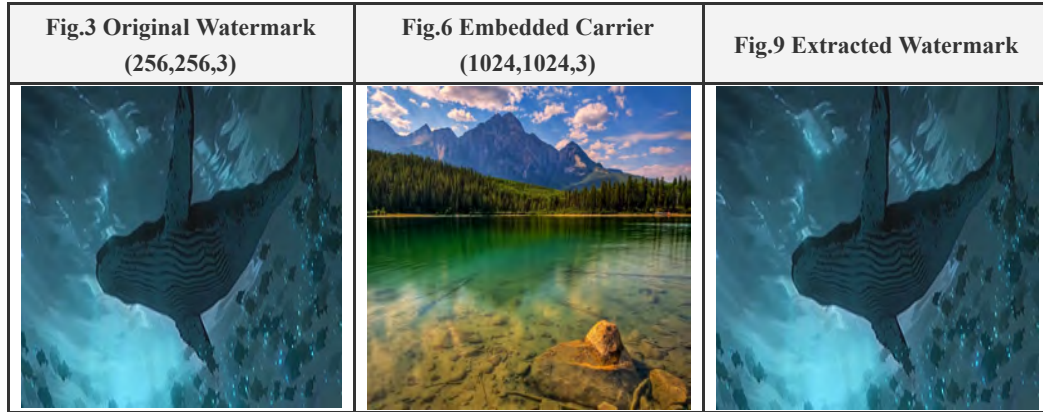 Fig.3 Original Watermark
(256,256,3)
Fig.6 Embedded Carrier
(1024,1024,3)
Fig.9 Extracted Watermark